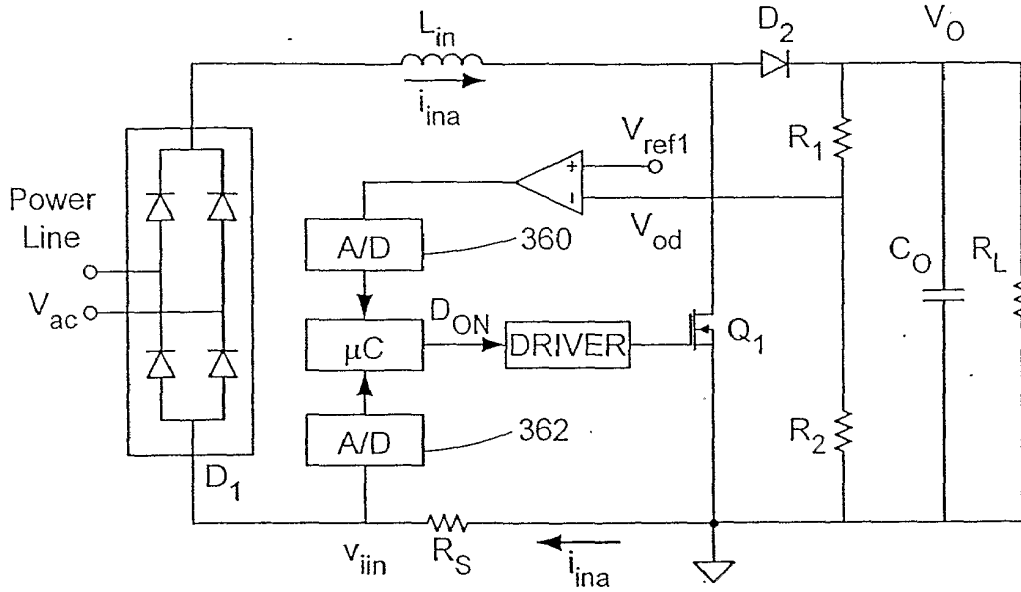 L_in
i_ina
D_2
V_O
Power
Line
V_ac
D_1
V_ref1
+
-
V_od
R_1
A/D
360
μC
D_ON
DRIVER
Q_1
C_O
R_L
A/D
362
R_2
v_iin
R_S
i_ina